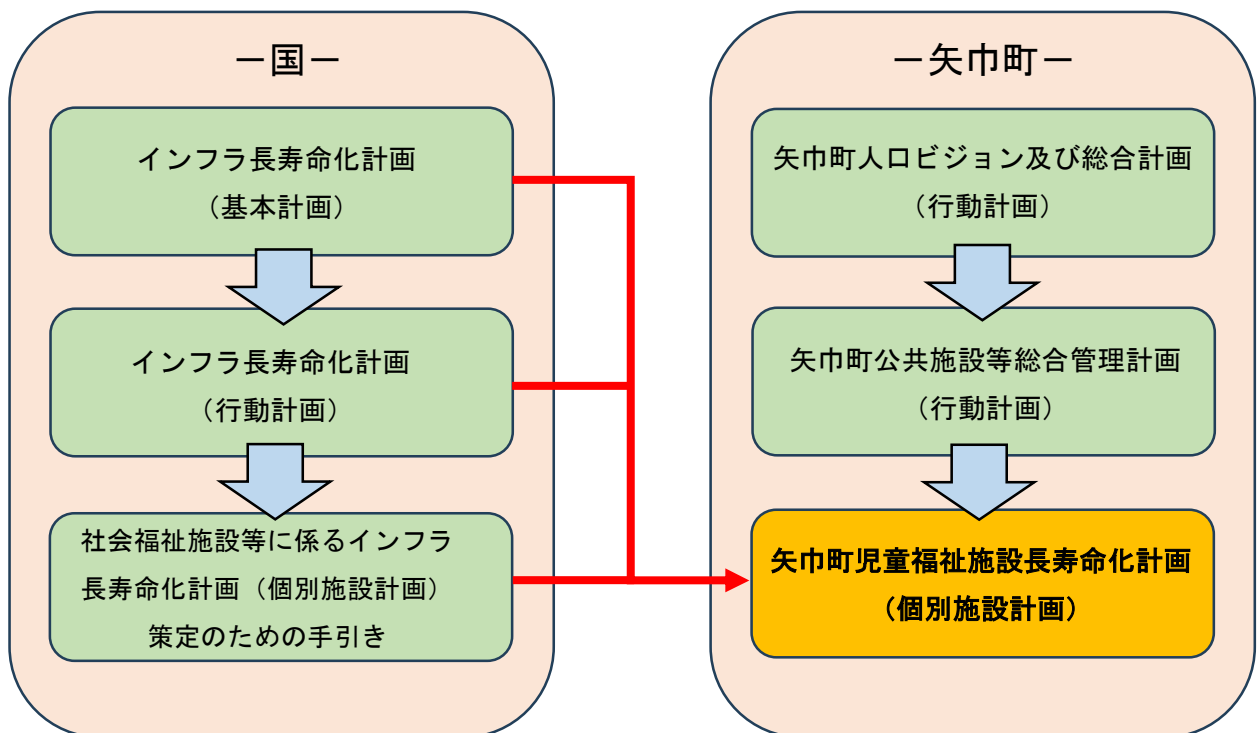 －国－
インフラ長寿命化計画
（基本計画）
インフラ長寿命化計画
（行動計画）
社会福祉施設等に係るインフラ
長寿命化計画（個別施設計画）
策定のための手引き
－矢巾町－
矢巾町人口ビジョン及び総合計画
（行動計画）
矢巾町公共施設等総合管理計画
（行動計画）
矢巾町児童福祉施設長寿命化計画
（個別施設計画）